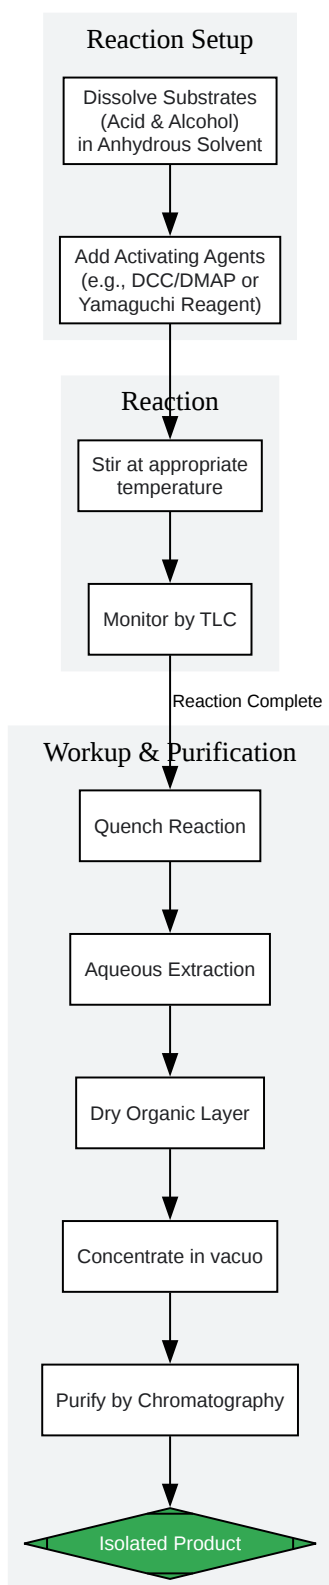 Reaction Setup
Dissolve Substrates
(Acid & Alcohol)
in Anhydrous Solvent
Add Activating Agents
(e.g., DCC/DMAP or
Yamaguchi Reagent)
Reaction
Stir at appropriate
temperature
Monitor by TLC
Reaction Complete
Workup & Purification
Quench Reaction
Aqueous Extraction
Dry Organic Layer
Concentrate in vacuo
Purify by Chromatography
Isolated Product